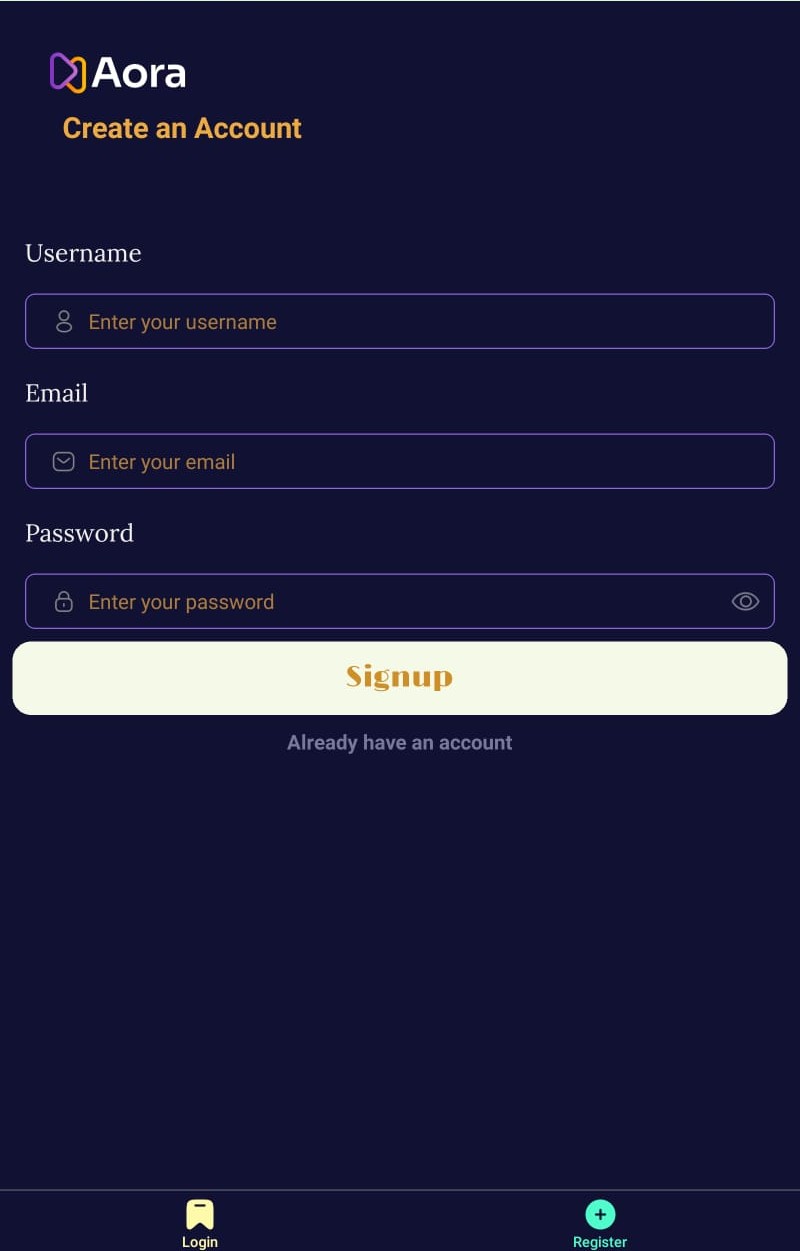 Aora
Create an Account
Username
Enter your username
Email
Enter your email
Password
Enter your password
Signup
Already have an account
Login
Register